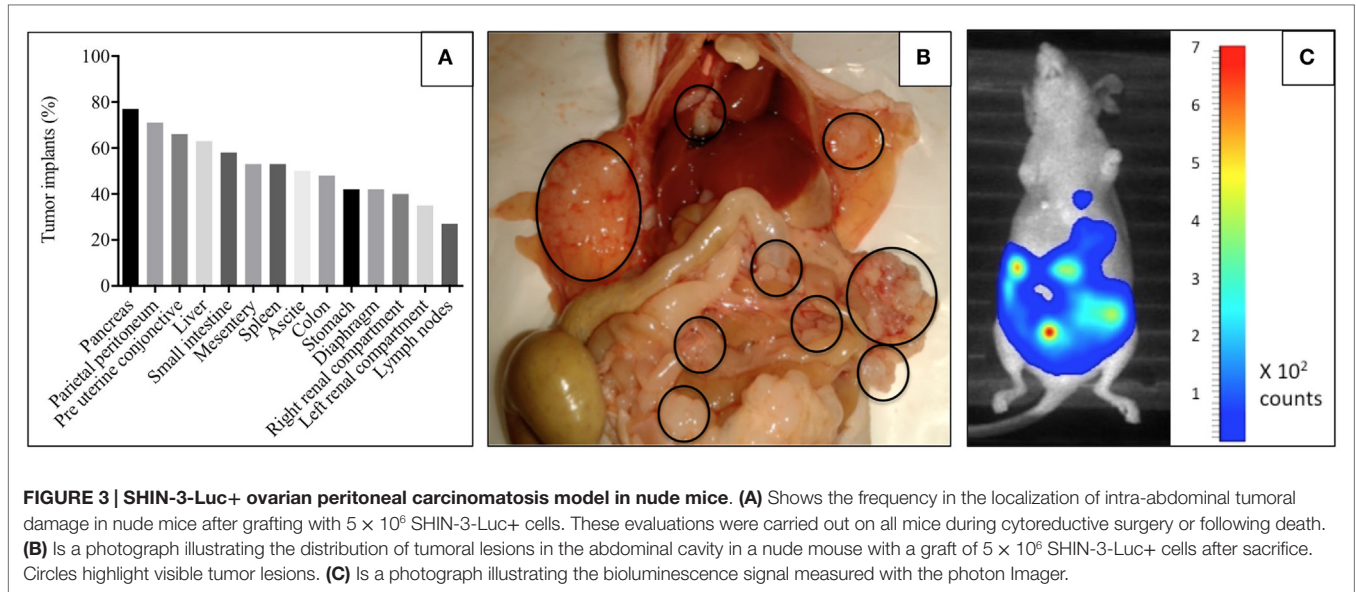 A
100
80
60
40
20
0
Tumor implants (%)
Pancreas
Parietal peritoneum
Pre uterine conjonctive
Liver
Small intestine
Mesentery
Spleen
Ascite
Colon
Stomach
Diaphragm
Right renal compartment
Left renal compartment
Lymph nodes
B
C
7
6
5
4
3
2
1
X 10²
counts
FIGURE 3 | SHIN-3-Luc+ ovarian peritoneal carcinomatosis model in nude mice. (A) Shows the frequency in the localization of intra-abdominal tumoral
damage in nude mice after grafting with 5 × 10⁶ SHIN-3-Luc+ cells. These evaluations were carried out on all mice during cytoreductive surgery or following death.
(B) Is a photograph illustrating the distribution of tumoral lesions in the abdominal cavity in a nude mouse with a graft of 5 × 10⁶ SHIN-3-Luc+ cells after sacrifice.
Circles highlight visible tumor lesions. (C) Is a photograph illustrating the bioluminescence signal measured with the photon Imager.